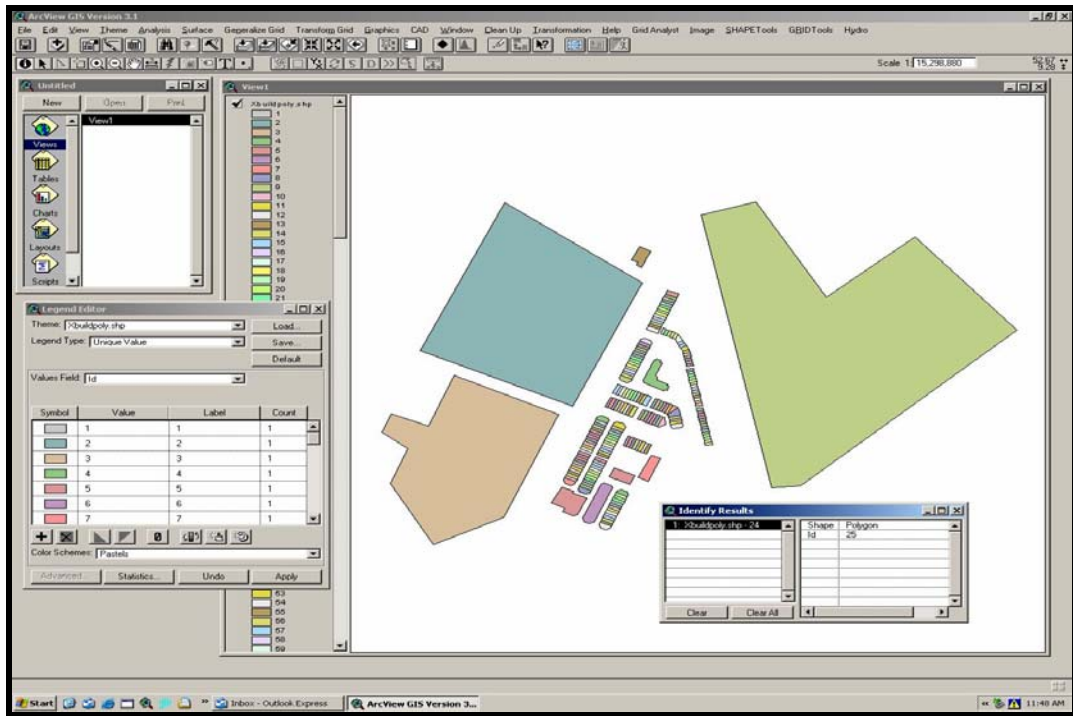 ArcView GIS Version 3.1
File Edit View Theme Analysis Surface Generalize Grid Transform Grid Graphics CAD Window Clean Up Transformation Help Grid Analyst Image SHAPETools GRIDTools Hydro
Scale 1: 15,298,880
Untitled
New Open Print
View1
Views
Tables
Charts
Layouts
Scripts
View1
Xbuildpoly.shp
1
2
3
4
5
6
7
8
9
10
11
12
13
14
15
16
17
18
19
20
21
53
54
55
56
57
58
59
Legend Editor
Theme: Xbuildpoly.shp
Load...
Legend Type: Unique Value
Save...
Default
Values Field: Id
Symbol Value Label Count
1 1 1
2 2 1
3 3 1
4 4 1
5 5 1
6 6 1
7 7 1
Color Schemes: Pastels
Advanced... Statistics... Undo Apply
Identify Results
1: Xbuildpoly.shp - 24
Shape Polygon
Id 25
Clear Clear All
Start
Inbox - Outlook Express
ArcView GIS Version 3...
11:48 AM